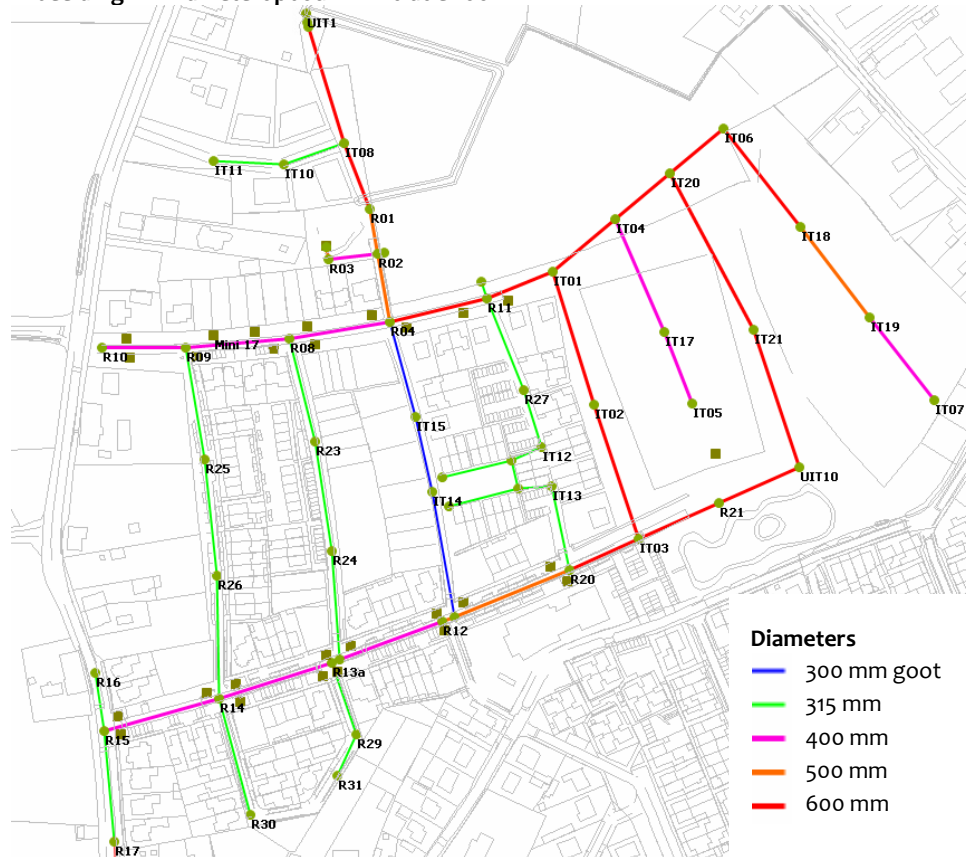 UIT1
IT06
IT08
IT11
IT10
IT20
R01
IT04
IT18
R02
R03
IT01
R11
R04
IT19
Mini 17
R08
IT17
IT21
R10
R09
R27
IT05
IT07
IT02
IT15
R23
IT12
R25
UIT10
IT14
IT13
R21
IT03
R24
R20
R26
R12
R13a
R16
R14
R15
R29
R31
R30
R17
Diameters
300 mm goot
315 mm
400 mm
500 mm
600 mm